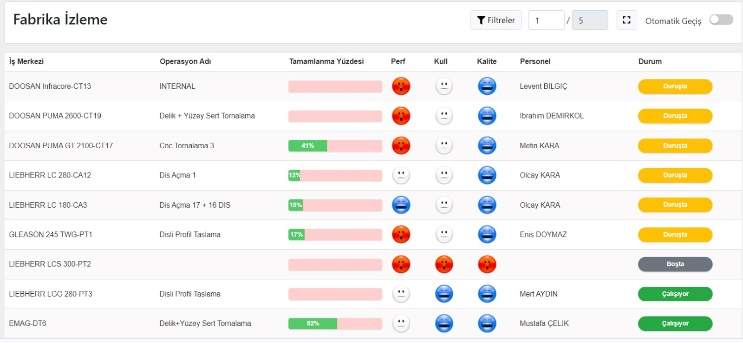 Fabrika İzleme
Filtreler 1 / 5 Otomatik Geçiş
İş Merkezi Operasyon Adı Tamamlanma Yüzdesi Perf Kull Kalite Personel Durum
DOOSAN Infracore-CT13 INTERNAL Levent BILGIÇ Duruşta
DOOSAN PUMA 2600-CT19 Delik + Yüzey Sert Tornalama Ibrahim DEMIRKOL Duruşta
DOOSAN PUMA GT 2100-CT17 Cnc Tornalama 3 41% Metin KARA Duruşta
LIEBHERR LC 280-CA12 Dis Açma 1 12% Olcay KARA Duruşta
LIEBHERR LC 180-CA3 Dis Açma 17 + 16 DIS 15% Olcay KARA Duruşta
GLEASON 245 TWG-PT1 Disli Profil Taslama 17% Enis DOYMAZ Duruşta
LIEBHERR LCS 300-PT2 Boşta
LIEBHERR LGG 280-PT3 Disli Profil Taslama Mert AYDIN Çalışıyor
EMAG-DT6 Delik+Yüzey Sert Tornalama 52% Mustafa ÇELIK Çalışıyor